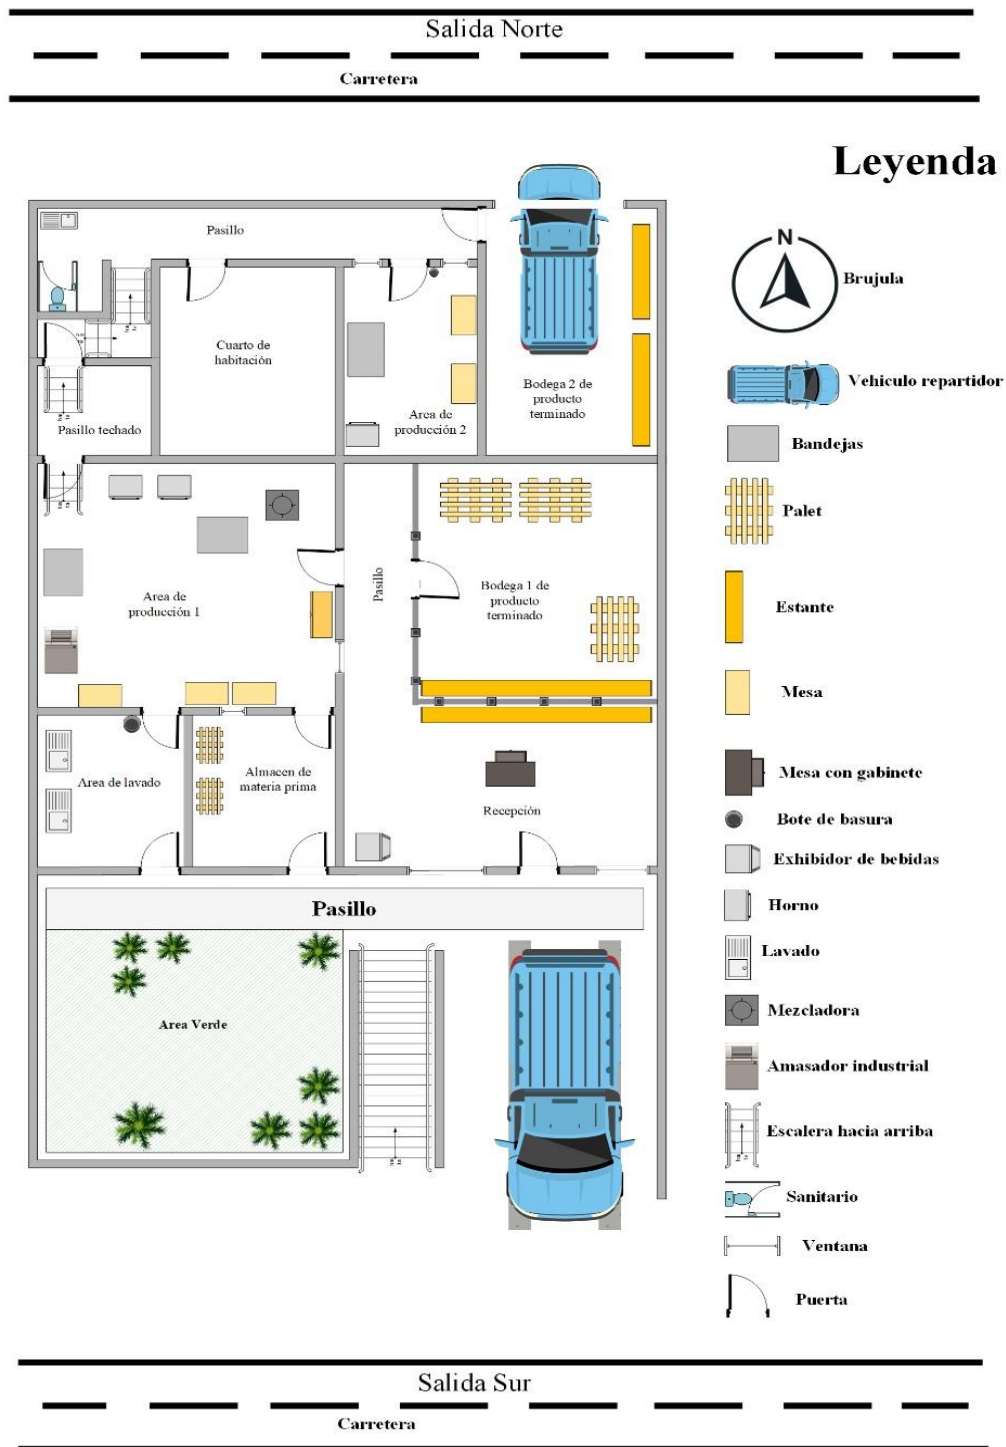 Salida Norte
Carretera
Leyenda
N
Brujula
Vehiculo repartidor
Bandejas
Palet
Estante
Mesa
Mesa con gabinete
Bote de basura
Exhibidor de bebidas
Horno
Lavado
Mezcladora
Amasador industrial
Escalera hacia arriba
Sanitario
Ventana
Puerta
Pasillo
Cuarto de
habitación
Area de
producción 2
Bodega 2 de
producto
terminado
Pasillo techado
Area de
producción 1
Pasillo
Bodega 1 de
producto
terminado
Area de lavado
Almacen de
materia prima
Recepción
Pasillo
Area Verde
Salida Sur
Carretera